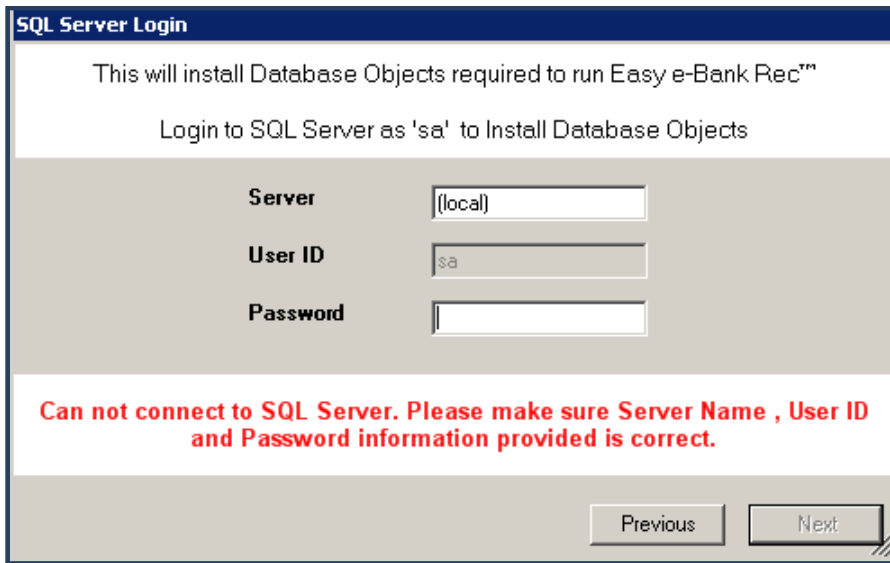 SQL Server Login
This will install Database Objects required to run Easy e-Bank Rec™
Login to SQL Server as 'sa' to Install Database Objects
Server
(local)
User ID
sa
Password
Can not connect to SQL Server. Please make sure Server Name , User ID
and Password information provided is correct.
Previous
Next